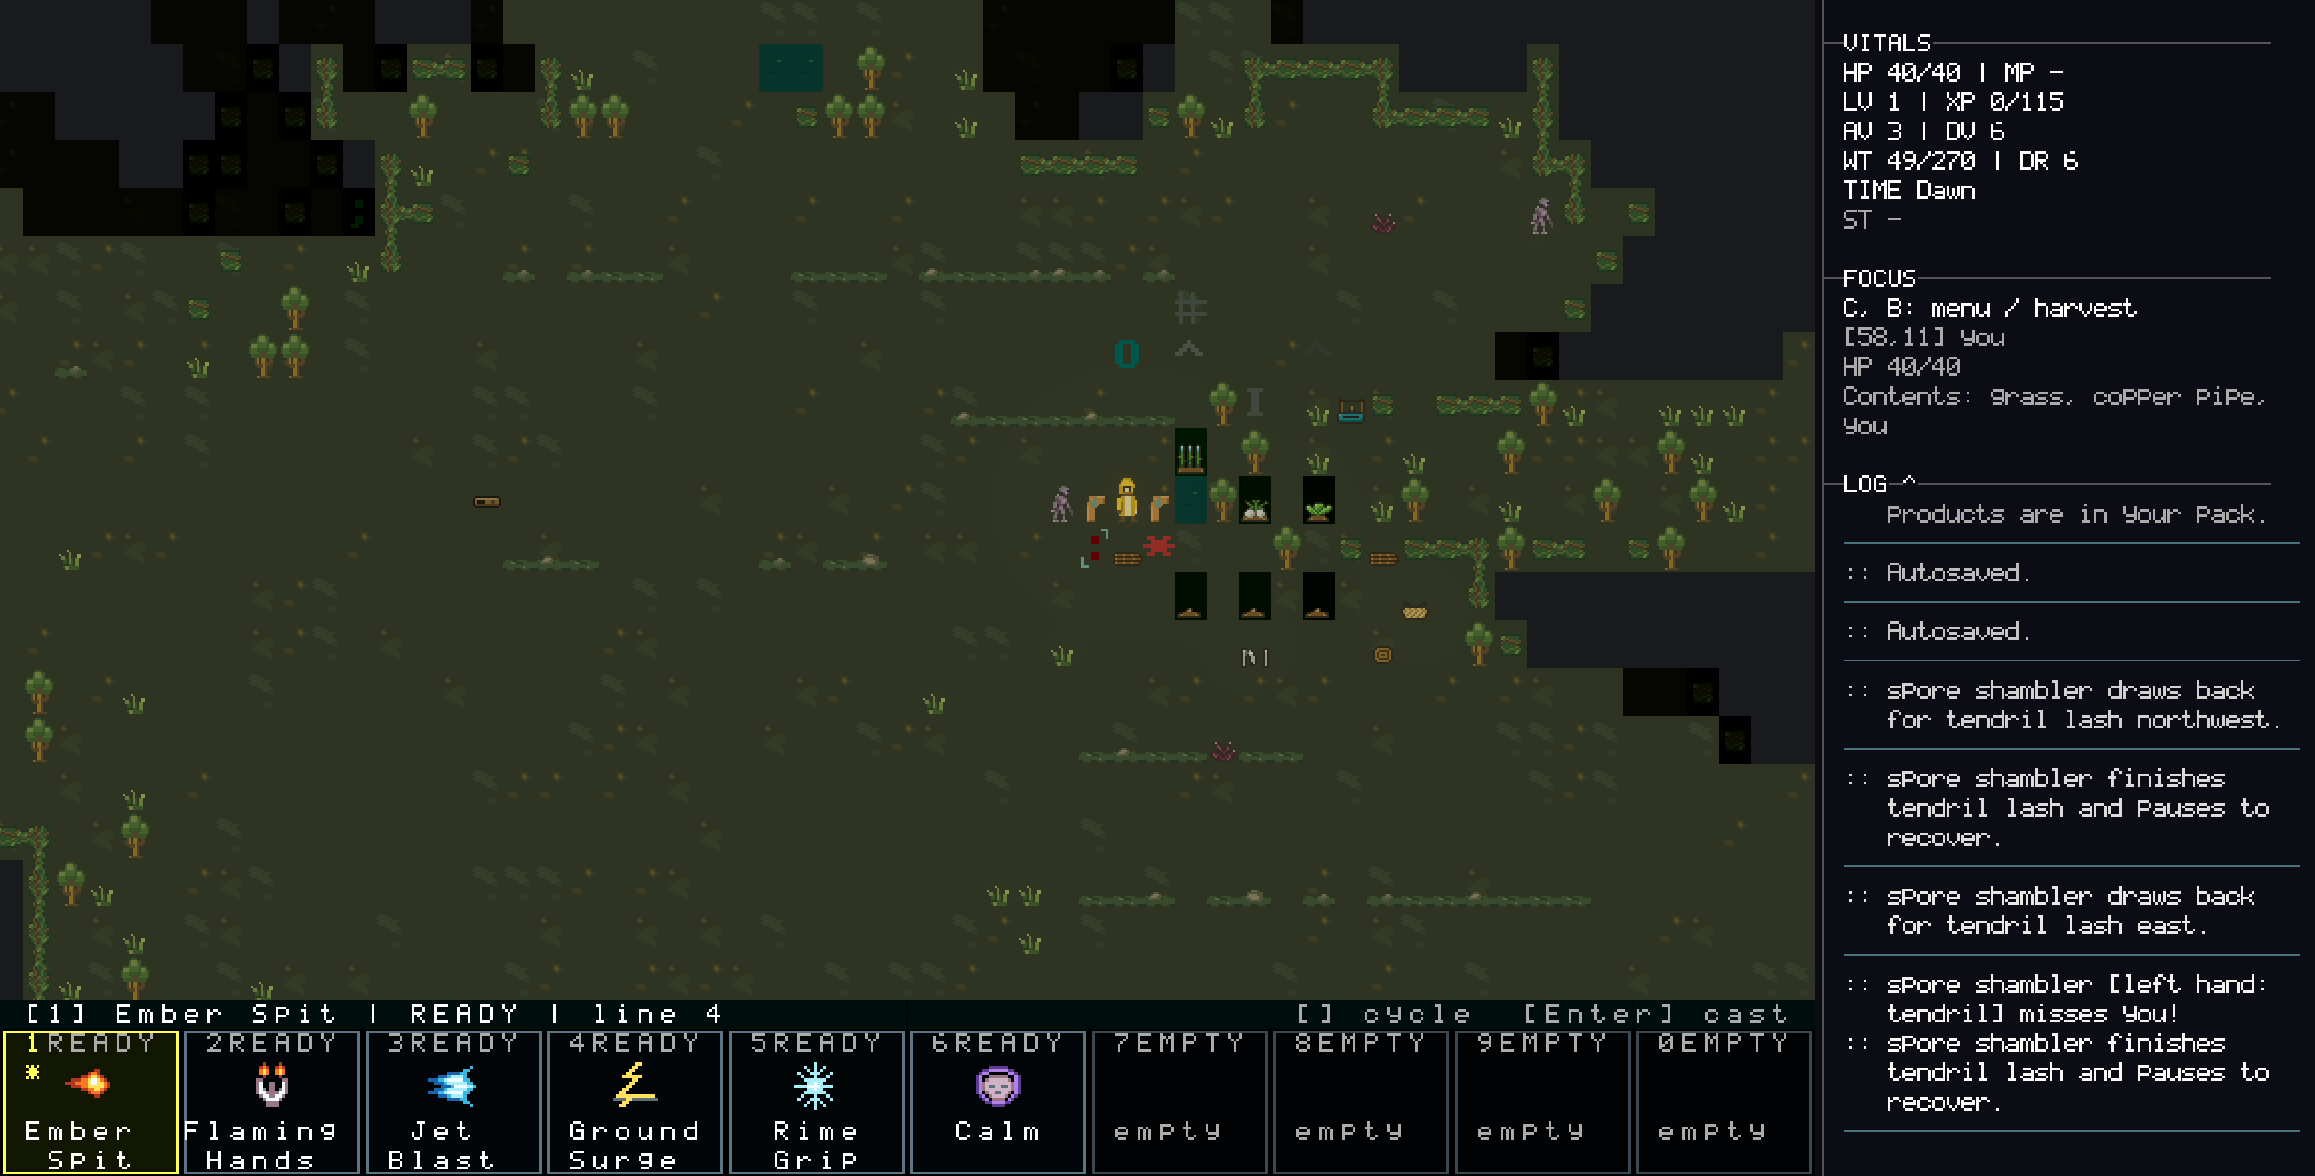 VITALS
HP 40/40 | MP -
LV 1 | XP 0/115
AV 3 | DV 6
WT 49/270 | DR 6
TIME Dawn
ST -
FOCUS
C, B: menu / harvest
[58,11] You
HP 40/40
Contents: grass, copper pipe,
You
LOG ^
Products are in Your Pack.
:: Autosaved.
:: Autosaved.
:: spore shambler draws back
for tendril lash northwest.
:: spore shambler finishes
tendril lash and pauses to
recover.
:: spore shambler draws back
for tendril lash east.
:: spore shambler [left hand:
tendril] misses You!
:: spore shambler finishes
tendril lash and pauses to
recover.
[1] Ember Spit | READY | line 4
[] cycle [Enter] cast
1READY
*
Ember
Spit
2READY
Flaming
Hands
3READY
Jet
Blast
4READY
Ground
Surge
5READY
Rime
Grip
6READY
Calm
7EMPTY
empty
8EMPTY
empty
9EMPTY
empty
0EMPTY
empty